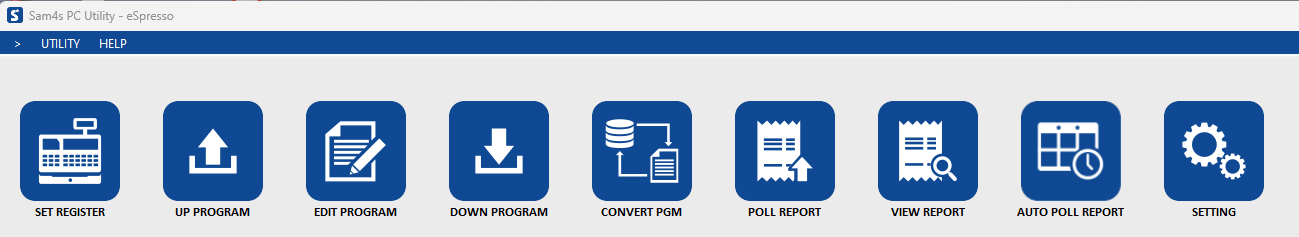 S Sam4s PC Utility - eSpresso
> UTILITY HELP
SET REGISTER UP PROGRAM EDIT PROGRAM DOWN PROGRAM CONVERT PGM POLL REPORT VIEW REPORT AUTO POLL REPORT SETTING